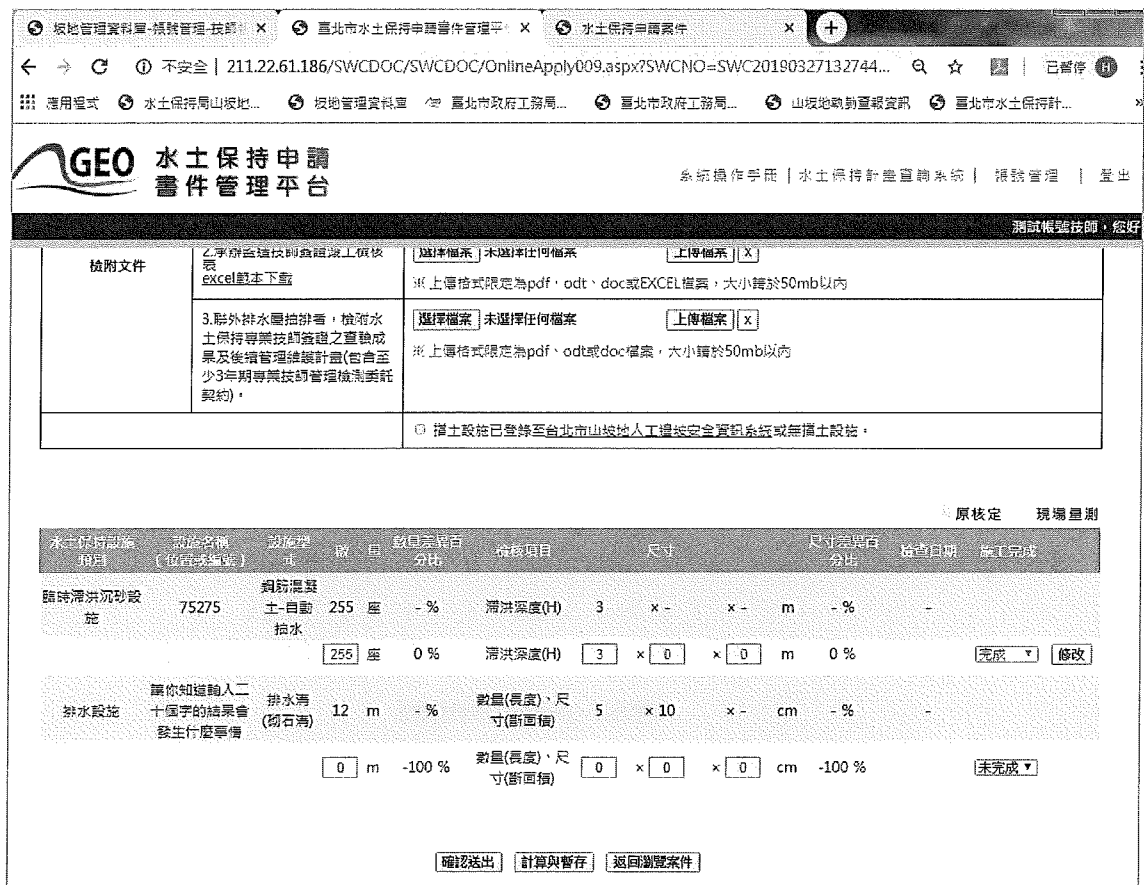 坡地管理資料庫-帳號管理-技師 × 臺北市水土保持申請書件管理平 × 水土保持申請案件 × +
不安全 | 211.22.61.186/SWCDOC/SWCDOC/OnlineApply009.aspx?SWCNO=SWC20190327132744... 已暫停
應用程式 水土保持局山坡地... 坡地管理資料庫 臺北市政府工務局... 臺北市政府工務局... 山坡地執勤查報資訊 臺北市水土保持計... »
GEO 水土保持申請
書件管理平台
系統操作手冊 | 水土保持計畫查詢系統 | 帳號管理 | 登出
測試帳號技師,您好
檢附文件
2.承辦監造技師簽證竣工檢核
表
excel範本下載
選擇檔案 未選擇任何檔案 上傳檔案 x
※上傳格式限定為pdf、odt、doc或EXCEL檔案,大小請於50mb以內
3.聯外排水屬抽排者,檢附水
土保持專業技師簽證之查驗成
果及後續管理維護計畫(包含至
少3年期專業技師管理檢測委託
契約)。
選擇檔案 未選擇任何檔案 上傳檔案 x
※上傳格式限定為pdf、odt或doc檔案,大小請於50mb以內
擋土設施已登錄至台北市山坡地人工邊坡安全資訊系統或無擋土設施。
原核定 現場量測
水土保持設施
項目 設施名稱
(位置或編號) 設施型
式 數 量 數量差異百
分比 檢核項目 尺寸 尺寸差異百
分比 檢查日期 施工完成
臨時滯洪沉砂設
施 75275 鋼筋混凝
土-自動
抽水 255 座 - % 滯洪深度(H) 3 × - × - m - % -
255 座 0 % 滯洪深度(H) 3 × 0 × 0 m 0 % 完成 修改
排水設施 讓你知道輸入二
十個字的結果會
發生什麼事情 排水溝
(砌石溝) 12 m - % 數量(長度)、尺
寸(斷面積) 5 × 10 × - cm - % -
0 m -100 % 數量(長度)、尺
寸(斷面積) 0 × 0 × 0 cm -100 % 未完成
確認送出 計算與暫存 返回瀏覽案件